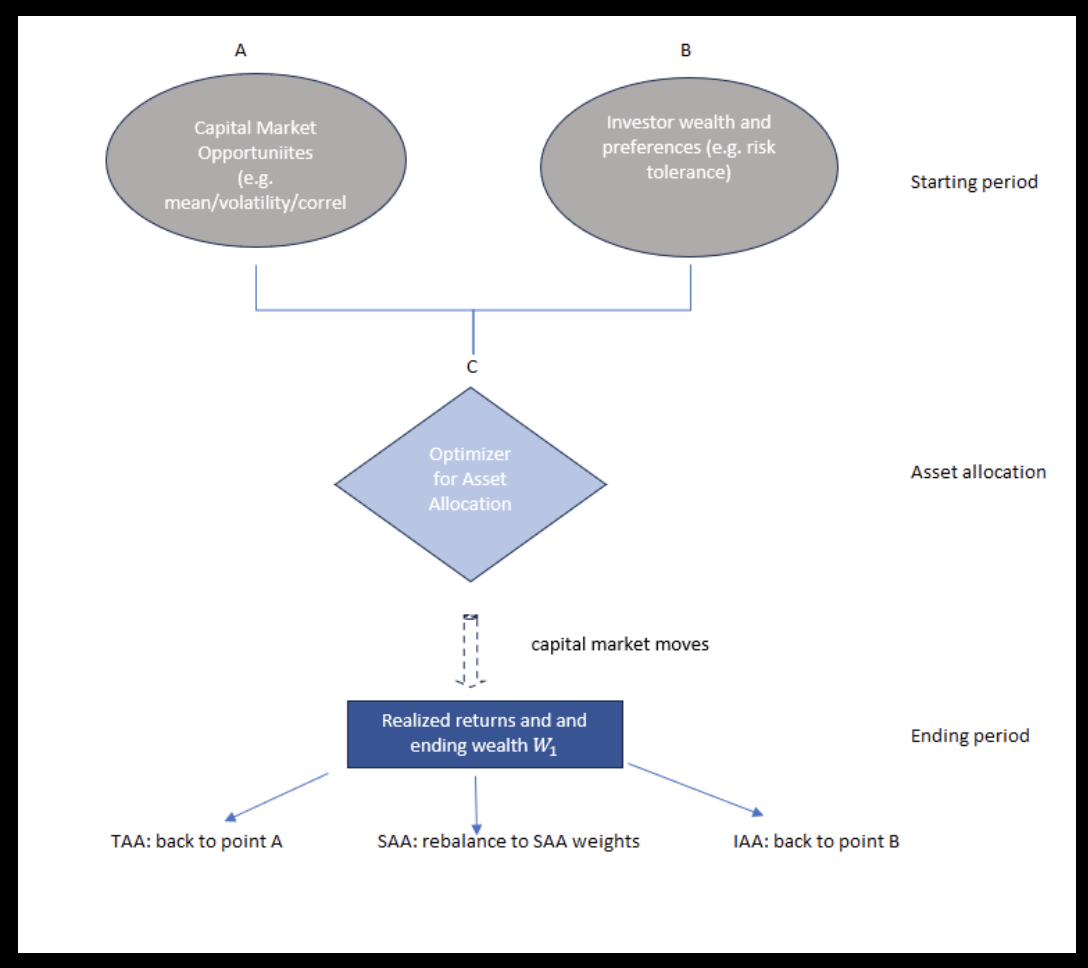 A
B
Capital Market
Opportuniites
(e.g.
mean/volatility/correl
Investor wealth and
preferences (e.g. risk
tolerance)
Starting period
C
Optimizer
for Asset
Allocation
Asset allocation
capital market moves
Realized returns and and
ending wealth W₁
Ending period
TAA: back to point A
SAA: rebalance to SAA weights
IAA: back to point B